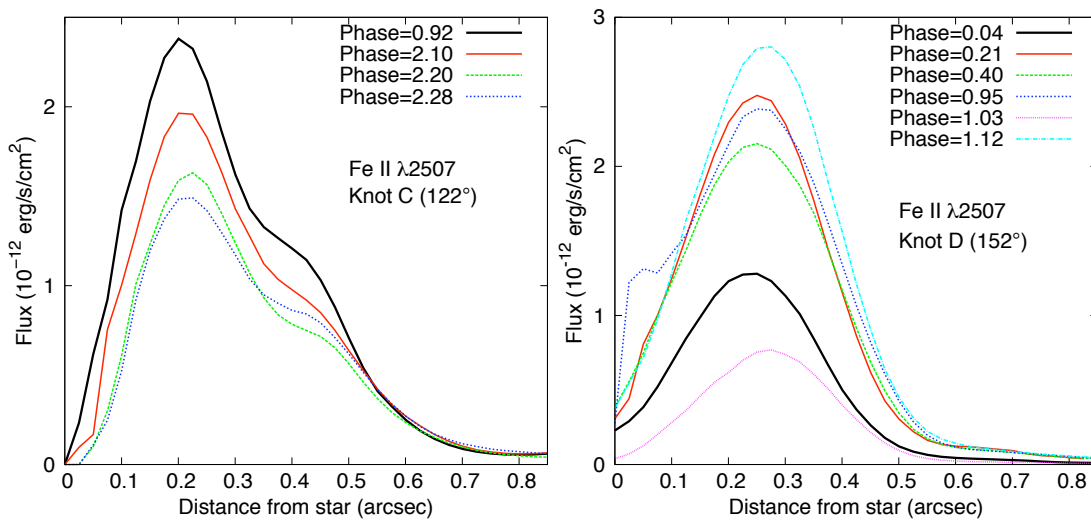 Phase=0.92
Phase=2.10
Phase=2.20
Phase=2.28
Fe II λ2507
Knot C (122°)
Flux (10⁻¹² erg/s/cm²)
2
1
0
0 0.1 0.2 0.3 0.4 0.5 0.6 0.7 0.8
Distance from star (arcsec)
Phase=0.04
Phase=0.21
Phase=0.40
Phase=0.95
Phase=1.03
Phase=1.12
Fe II λ2507
Knot D (152°)
Flux (10⁻¹² erg/s/cm²)
3
2
1
0
0 0.1 0.2 0.3 0.4 0.5 0.6 0.7 0.8
Distance from star (arcsec)